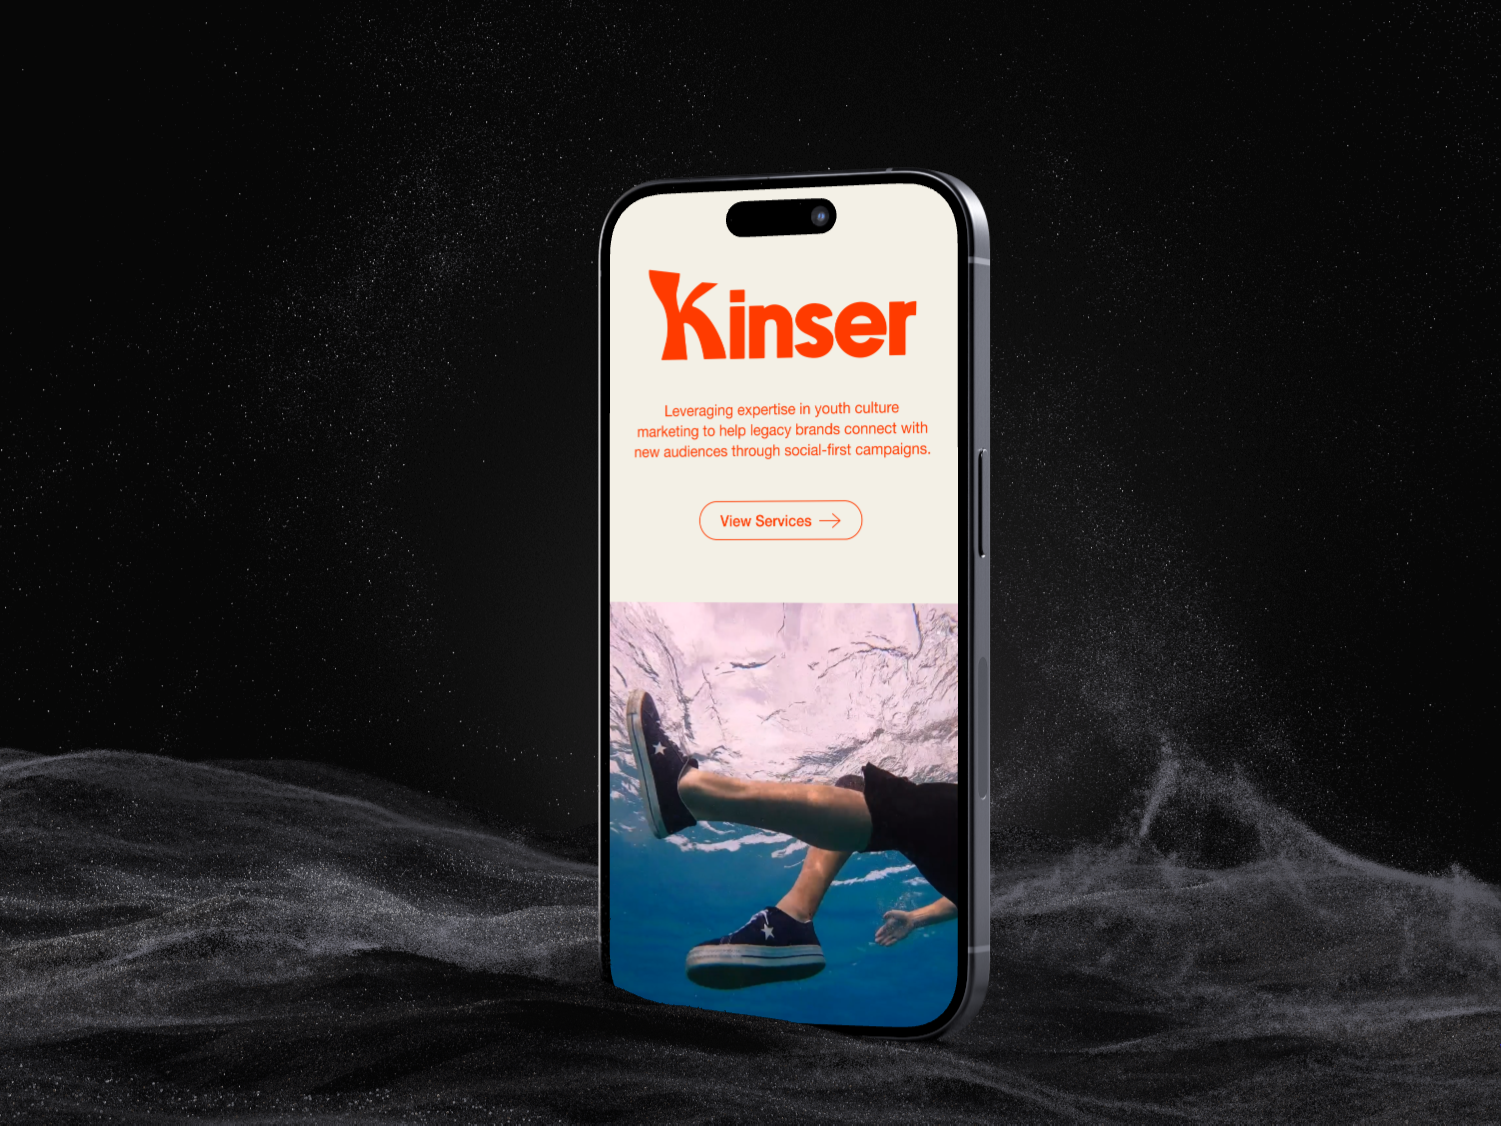 Kinser
Leveraging expertise in youth culture
marketing to help legacy brands connect with
new audiences through social-first campaigns.
View Services →